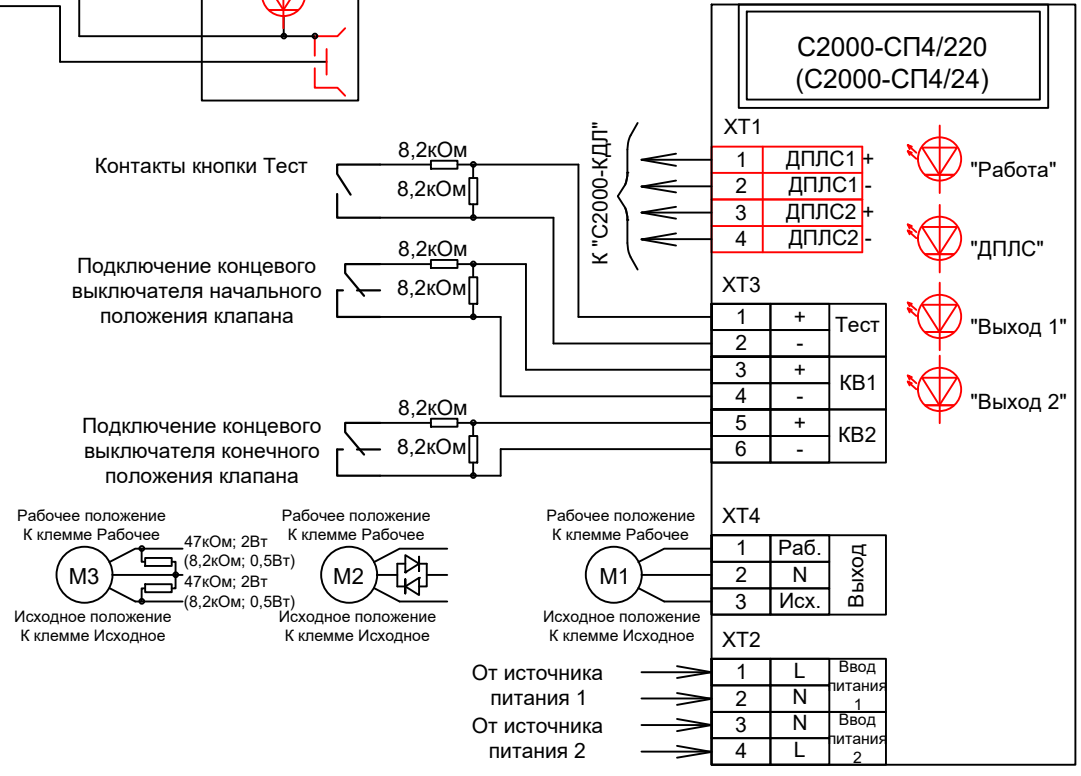 С2000-СП4/220
(С2000-СП4/24)
XT1
1 ДПЛС1 +
2 ДПЛС1 -
3 ДПЛС2 +
4 ДПЛС2 -
К "С2000-КДЛ"
"Работа"
"ДПЛС"
"Выход 1"
"Выход 2"
Контакты кнопки Тест
8,2кОм
8,2кОм
Подключение концевого
выключателя начального
положения клапана
8,2кОм
8,2кОм
Подключение концевого
выключателя конечного
положения клапана
8,2кОм
8,2кОм
XT3
1 + Тест
2 -
3 + КВ1
4 -
5 + КВ2
6 -
Рабочее положение
К клемме Рабочее
47кОм; 2Вт
(8,2кОм; 0,5Вт)
М3
47кОм; 2Вт
(8,2кОм; 0,5Вт)
Исходное положение
К клемме Исходное
Рабочее положение
К клемме Рабочее
М2
Исходное положение
К клемме Исходное
Рабочее положение
К клемме Рабочее
М1
Исходное положение
К клемме Исходное
XT4
1 Раб.
2 N
3 Исх.
Выход
XT2
От источника
питания 1
От источника
питания 2
1 L
2 N
3 N
4 L
Ввод
питания
1
Ввод
питания
2